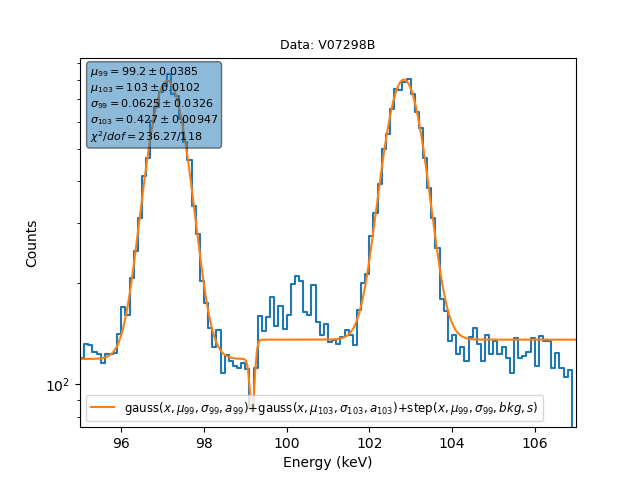 Data: V07298B
μ99 = 99.2 ± 0.0385
μ103 = 103 ± 0.0102
σ99 = 0.0625 ± 0.0326
σ103 = 0.427 ± 0.00947
χ²/dof = 236.27/118
Counts
10²
gauss(x, μ99, σ99, a99)+gauss(x, μ103, σ103, a103)+step(x, μ99, σ99, bkg, s)
96 98 100 102 104 106
Energy (keV)